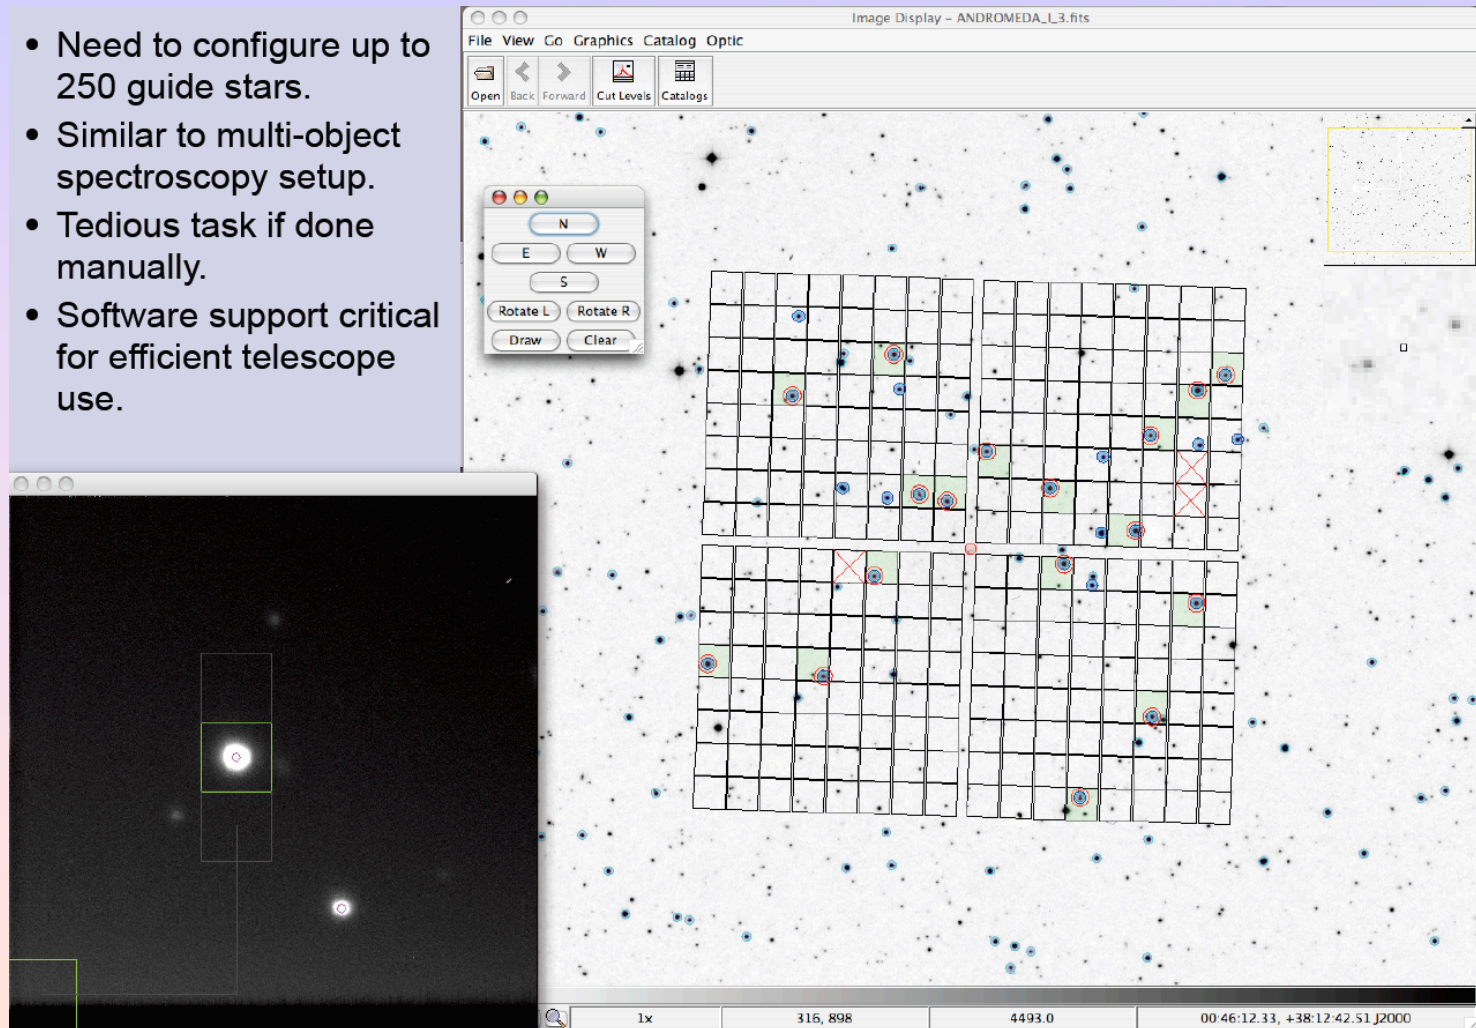 • Need to configure up to
250 guide stars.
• Similar to multi-object
spectroscopy setup.
• Tedious task if done
manually.
• Software support critical
for efficient telescope
use.
Image Display - ANDROMEDA_I_3.fits
File View Go Graphics Catalog Optic
Open Back Forward Cut Levels Catalogs
N
E W
S
Rotate L Rotate R
Draw Clear
1x 316, 898 4493.0 00:46:12.33, +38:12:42.51 J2000